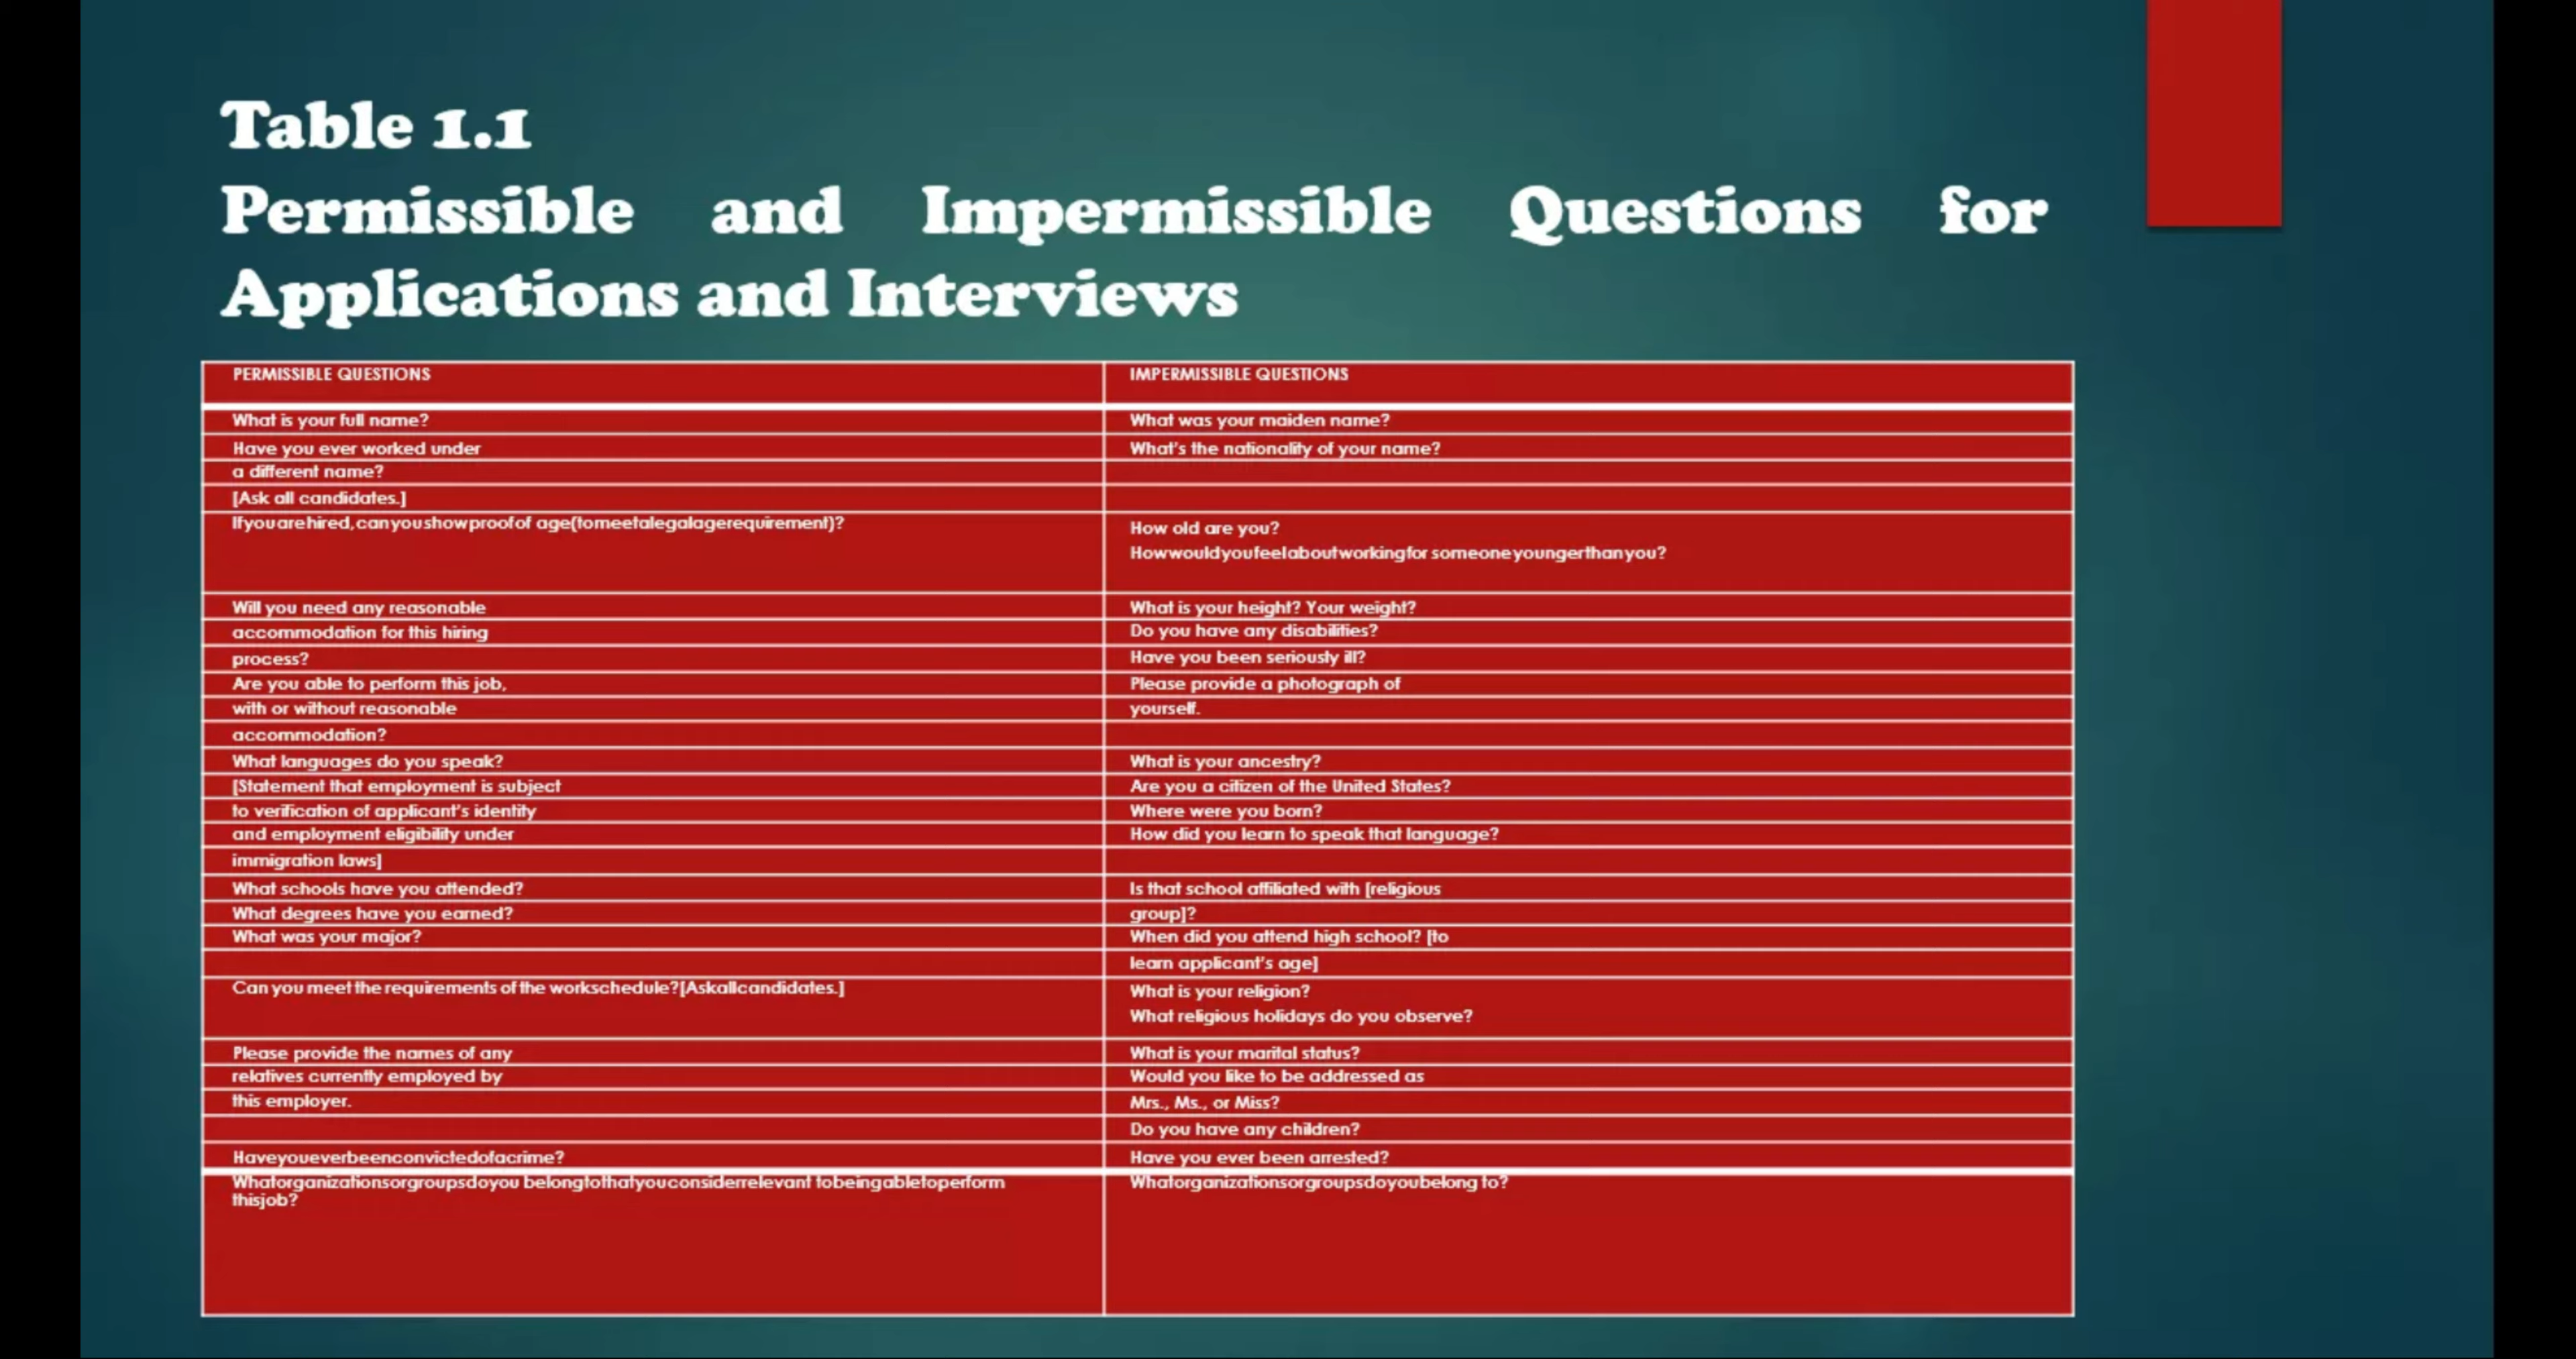 Table 1.1
Permissible and Impermissible Questions for
Applications and Interviews
PERMISSIBLE QUESTIONS
IMPERMISSIBLE QUESTIONS
What is your full name?
What was your maiden name?
Have you ever worked under
What's the nationality of your name?
a different name?
[Ask all candidates.]
Ifyouarehired,canyoushowproofof age(tomeetalegalagerequirement)?
How old are you?
Howwouldyoufeelaboutworkingfor someoneyoungerthanyou?
Will you need any reasonable
What is your height? Your weight?
accommodation for this hiring
Do you have any disabilities?
process?
Have you been seriously ill?
Are you able to perform this job,
Please provide a photograph of
with or without reasonable
yourself.
accommodation?
What languages do you speak?
What is your ancestry?
[Statement that employment is subject
Are you a citizen of the United States?
to verification of applicant's identity
Where were you born?
and employment eligibility under
How did you learn to speak that language?
immigration laws]
What schools have you attended?
Is that school affiliated with [religious
What degrees have you earned?
group]?
What was your major?
When did you attend high school? [to
learn applicant's age]
Can you meet the requirements of the workschedule?[Askallcandidates.]
What is your religion?
What religious holidays do you observe?
Please provide the names of any
What is your marital status?
relatives currently employed by
Would you like to be addressed as
this employer.
Mrs., Ms., or Miss?
Do you have any children?
Haveyoueverbeenconvictedofacrime?
Have you ever been arrested?
Whatorganizationsorgroupsdoyou belongtothatyouconsiderrelevant tobeingabletoperform
thisjob?
Whatorganizationsorgroupsdoyoubelong to?